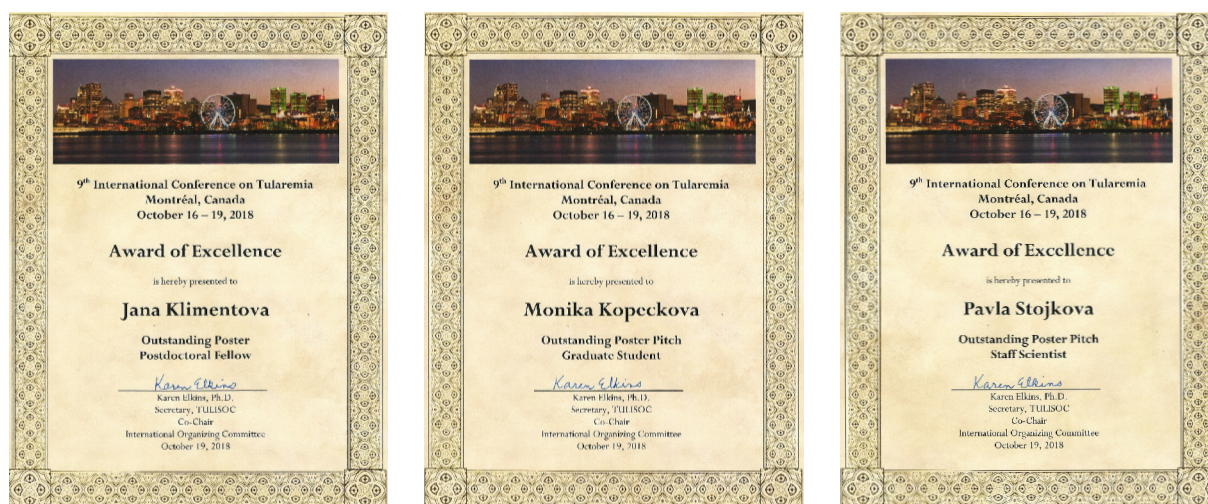 9th International Conference on Tularemia
Montréal, Canada
October 16 – 19, 2018
Award of Excellence
is hereby presented to
Jana Klimentova
Outstanding Poster
Postdoctoral Fellow
Karen Elkins
Karen Elkins, Ph.D.
Secretary, TULISOC
Co-Chair
International Organizing Committee
October 19, 2018
9th International Conference on Tularemia
Montréal, Canada
October 16 – 19, 2018
Award of Excellence
is hereby presented to
Monika Kopeckova
Outstanding Poster Pitch
Graduate Student
Karen Elkins
Karen Elkins, Ph.D.
Secretary, TULISOC
Co-Chair
International Organizing Committee
October 19, 2018
9th International Conference on Tularemia
Montréal, Canada
October 16 – 19, 2018
Award of Excellence
is hereby presented to
Pavla Stojkova
Outstanding Poster Pitch
Staff Scientist
Karen Elkins
Karen Elkins, Ph.D.
Secretary, TULISOC
Co-Chair
International Organizing Committee
October 19, 2018